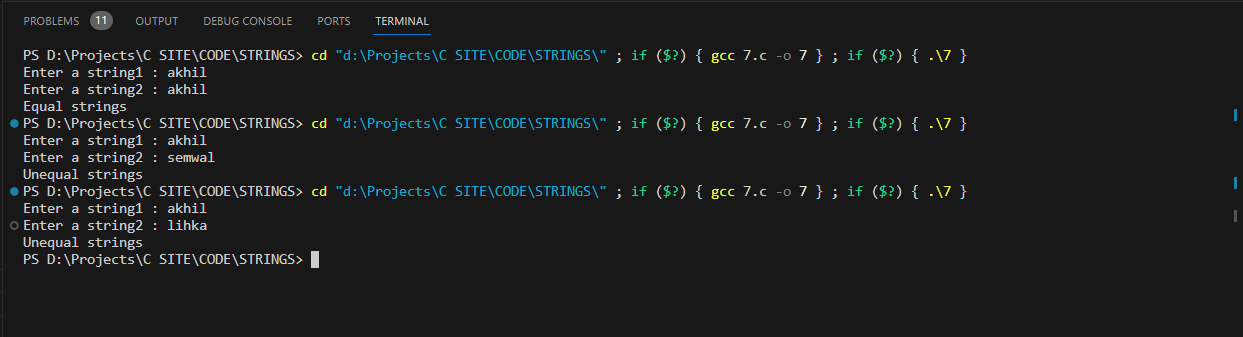 PROBLEMS 11 OUTPUT DEBUG CONSOLE PORTS TERMINAL
PS D:\Projects\C SITE\CODE\STRINGS> cd "d:\Projects\C SITE\CODE\STRINGS\" ; if ($?) { gcc 7.c -o 7 } ; if ($?) { .\7 }
Enter a string1 : akhil
Enter a string2 : akhil
Equal strings
PS D:\Projects\C SITE\CODE\STRINGS> cd "d:\Projects\C SITE\CODE\STRINGS\" ; if ($?) { gcc 7.c -o 7 } ; if ($?) { .\7 }
Enter a string1 : akhil
Enter a string2 : semwal
Unequal strings
PS D:\Projects\C SITE\CODE\STRINGS> cd "d:\Projects\C SITE\CODE\STRINGS\" ; if ($?) { gcc 7.c -o 7 } ; if ($?) { .\7 }
Enter a string1 : akhil
Enter a string2 : lihka
Unequal strings
PS D:\Projects\C SITE\CODE\STRINGS>